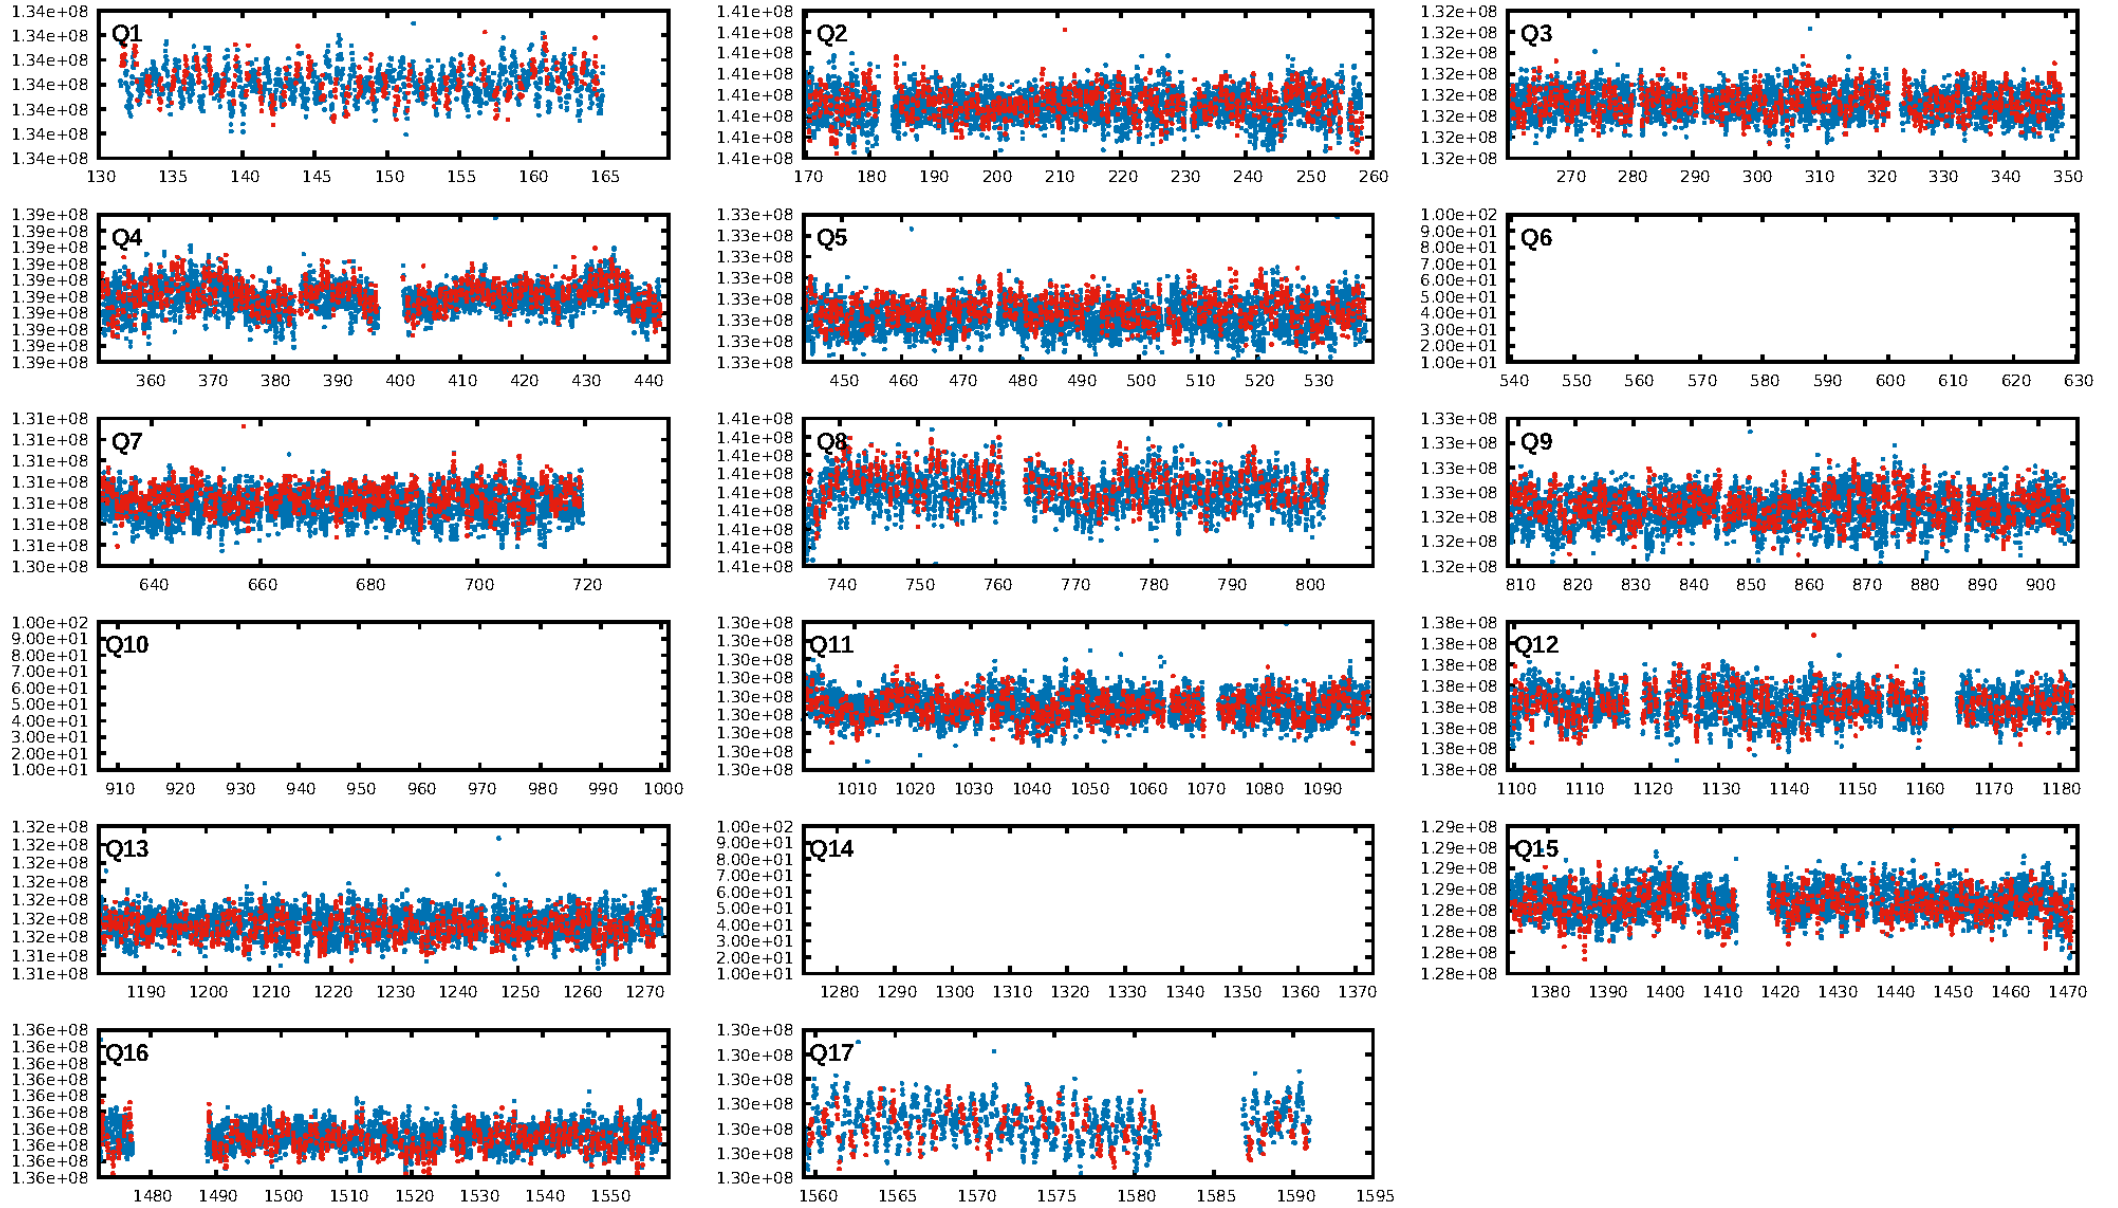 1.34e+08
1.34e+08
1.34e+08
1.34e+08
1.34e+08
1.34e+08
1.34e+08
Q1
130 135 140 145 150 155 160 165
1.41e+08
1.41e+08
1.41e+08
1.41e+08
1.41e+08
1.41e+08
1.41e+08
1.41e+08
Q2
170 180 190 200 210 220 230 240 250 260
1.32e+08
1.32e+08
1.32e+08
1.32e+08
1.32e+08
1.32e+08
1.32e+08
1.32e+08
Q3
270 280 290 300 310 320 330 340 350
1.39e+08
1.39e+08
1.39e+08
1.39e+08
1.39e+08
1.39e+08
1.39e+08
1.39e+08
1.39e+08
1.39e+08
Q4
360 370 380 390 400 410 420 430 440
1.33e+08
1.33e+08
1.33e+08
1.33e+08
1.33e+08
1.33e+08
1.33e+08
1.33e+08
Q5
450 460 470 480 490 500 510 520 530
1.00e+02
9.00e+01
8.00e+01
7.00e+01
6.00e+01
5.00e+01
4.00e+01
3.00e+01
2.00e+01
1.00e+01
Q6
540 550 560 570 580 590 600 610 620 630
1.31e+08
1.31e+08
1.31e+08
1.31e+08
1.31e+08
1.31e+08
1.31e+08
1.30e+08
Q7
640 660 680 700 720
1.41e+08
1.41e+08
1.41e+08
1.41e+08
1.41e+08
1.41e+08
1.41e+08
1.41e+08
1.41e+08
Q8
740 750 760 770 780 790 800
1.33e+08
1.33e+08
1.33e+08
1.33e+08
1.32e+08
1.32e+08
1.32e+08
Q9
810 820 830 840 850 860 870 880 890 900
1.00e+02
9.00e+01
8.00e+01
7.00e+01
6.00e+01
5.00e+01
4.00e+01
3.00e+01
2.00e+01
1.00e+01
Q10
910 920 930 940 950 960 970 980 990 1000
1.30e+08
1.30e+08
1.30e+08
1.30e+08
1.30e+08
1.30e+08
1.30e+08
1.30e+08
1.30e+08
Q11
1010 1020 1030 1040 1050 1060 1070 1080 1090
1.38e+08
1.38e+08
1.38e+08
1.38e+08
1.38e+08
1.38e+08
1.38e+08
1.38e+08
Q12
1100 1110 1120 1130 1140 1150 1160 1170 1180
1.32e+08
1.32e+08
1.32e+08
1.32e+08
1.32e+08
1.32e+08
1.32e+08
1.31e+08
1.31e+08
Q13
1190 1200 1210 1220 1230 1240 1250 1260 1270
1.00e+02
9.00e+01
8.00e+01
7.00e+01
6.00e+01
5.00e+01
4.00e+01
3.00e+01
2.00e+01
1.00e+01
Q14
1280 1290 1300 1310 1320 1330 1340 1350 1360 1370
1.29e+08
1.29e+08
1.29e+08
1.29e+08
1.28e+08
1.28e+08
1.28e+08
1.28e+08
Q15
1380 1390 1400 1410 1420 1430 1440 1450 1460 1470
1.36e+08
1.36e+08
1.36e+08
1.36e+08
1.36e+08
1.36e+08
1.36e+08
1.36e+08
1.36e+08
1.36e+08
Q16
1480 1490 1500 1510 1520 1530 1540 1550
1.30e+08
1.30e+08
1.30e+08
1.30e+08
1.30e+08
1.30e+08
1.30e+08
Q17
1560 1565 1570 1575 1580 1585 1590 1595